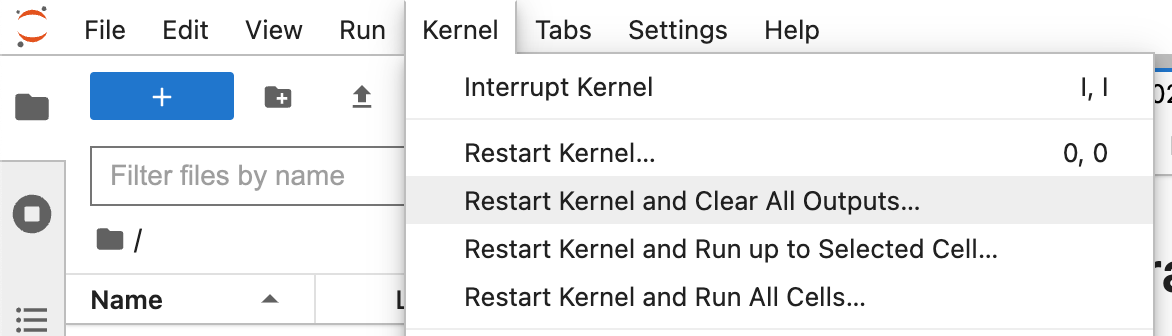 File Edit View Run Kernel Tabs Settings Help
Interrupt Kernel I, I
Filter files by name
/
Name
Restart Kernel... 0, 0
Restart Kernel and Clear All Outputs...
Restart Kernel and Run up to Selected Cell...
Restart Kernel and Run All Cells...